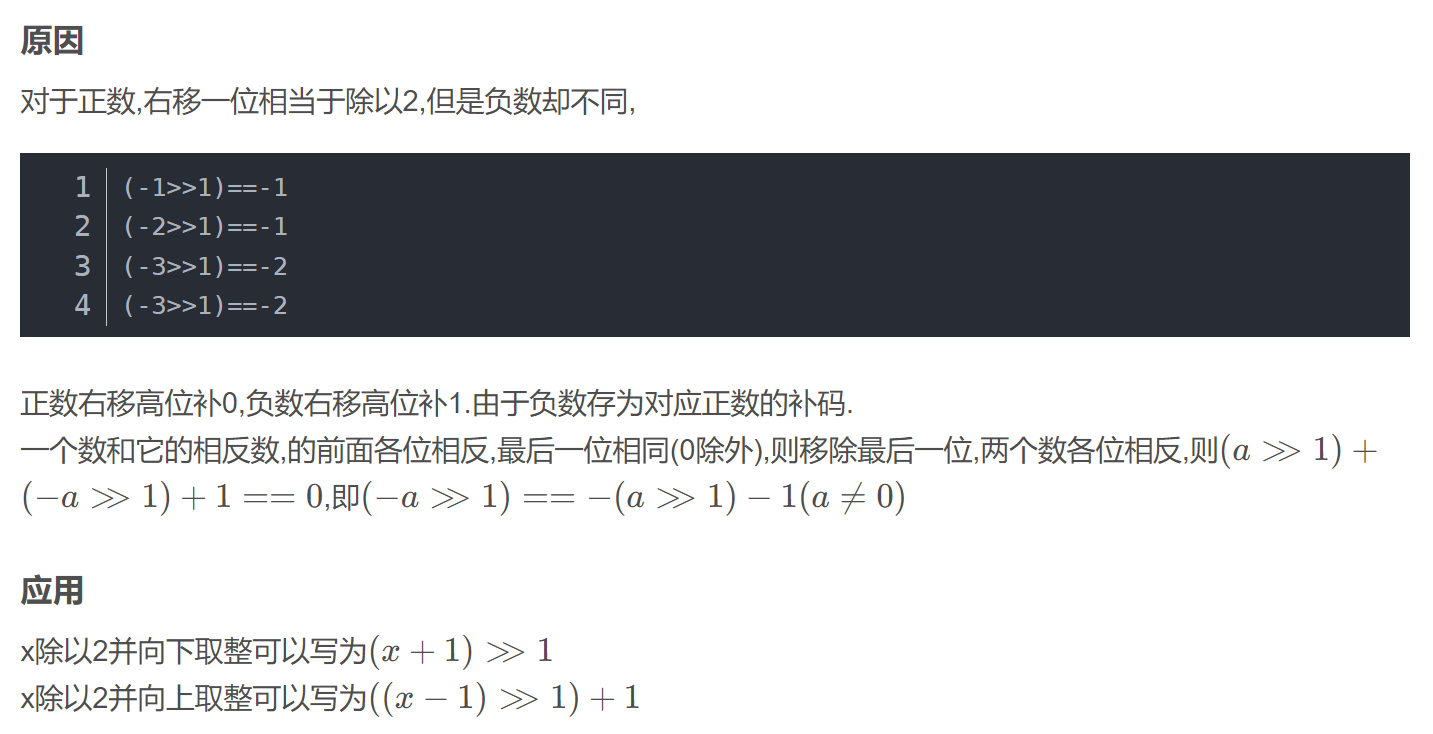 原因
对于正数,右移一位相当于除以2,但是负数却不同,
1 (-1>>1)==-1
2 (-2>>1)==-1
3 (-3>>1)==-2
4 (-3>>1)==-2
正数右移高位补0,负数右移高位补1.由于负数存为对应正数的补码.
一个数和它的相反数,的前面各位相反,最后一位相同(0除外),则移除最后一位,两个数各位相反,则(a ≫ 1) +
(−a ≫ 1) + 1 == 0,即(−a ≫ 1) == −(a ≫ 1) − 1(a ≠ 0)
应用
x除以2并向下取整可以写为(x + 1) ≫ 1
x除以2并向上取整可以写为((x − 1) ≫ 1) + 1